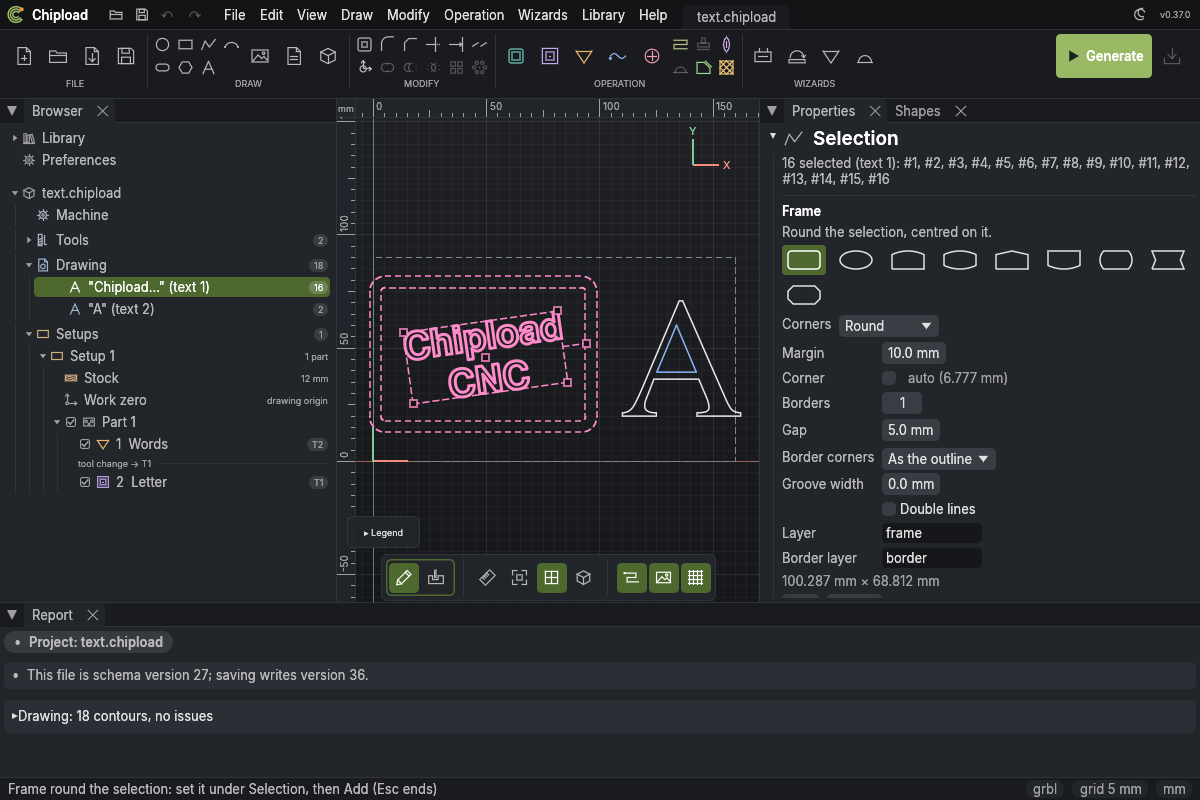 Chipload
File Edit View Draw Modify Operation Wizards Library Help
text.chipload
v0.37.0
FILE
DRAW
MODIFY
OPERATION
WIZARDS
Generate
Browser
Library
Preferences
text.chipload
Machine
Tools 2
Drawing 18
"Chipload..." (text 1) 16
"A" (text 2) 2
Setups 1
Setup 1 1 part
Stock 12 mm
Work zero drawing origin
Part 1
1 Words T2
tool change → T1
2 Letter T1
mm 0 50 100 150
100
50
0
-50
Y
X
Chipload
CNC
A
Legend
Properties
Shapes
Selection
16 selected (text 1): #1, #2, #3, #4, #5, #6, #7, #8, #9, #10, #11, #12,
#13, #14, #15, #16
Frame
Round the selection, centred on it.
Corners Round
Margin 10.0 mm
Corner auto (6.777 mm)
Borders 1
Gap 5.0 mm
Border corners As the outline
Groove width 0.0 mm
Double lines
Layer frame
Border layer border
100.287 mm × 68.812 mm
Report
• Project: text.chipload
• This file is schema version 27; saving writes version 36.
Drawing: 18 contours, no issues
Frame round the selection: set it under Selection, then Add (Esc ends)
grbl grid 5 mm mm